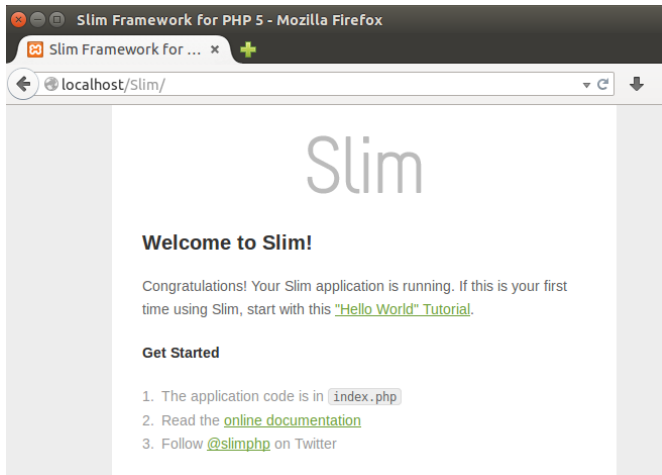 Slim Framework for PHP 5 - Mozilla Firefox
Slim Framework for ... ×
localhost/Slim/
Slim
Welcome to Slim!
Congratulations! Your Slim application is running. If this is your first
time using Slim, start with this "Hello World" Tutorial.
Get Started
1. The application code is in index.php
2. Read the online documentation
3. Follow @slimphp on Twitter